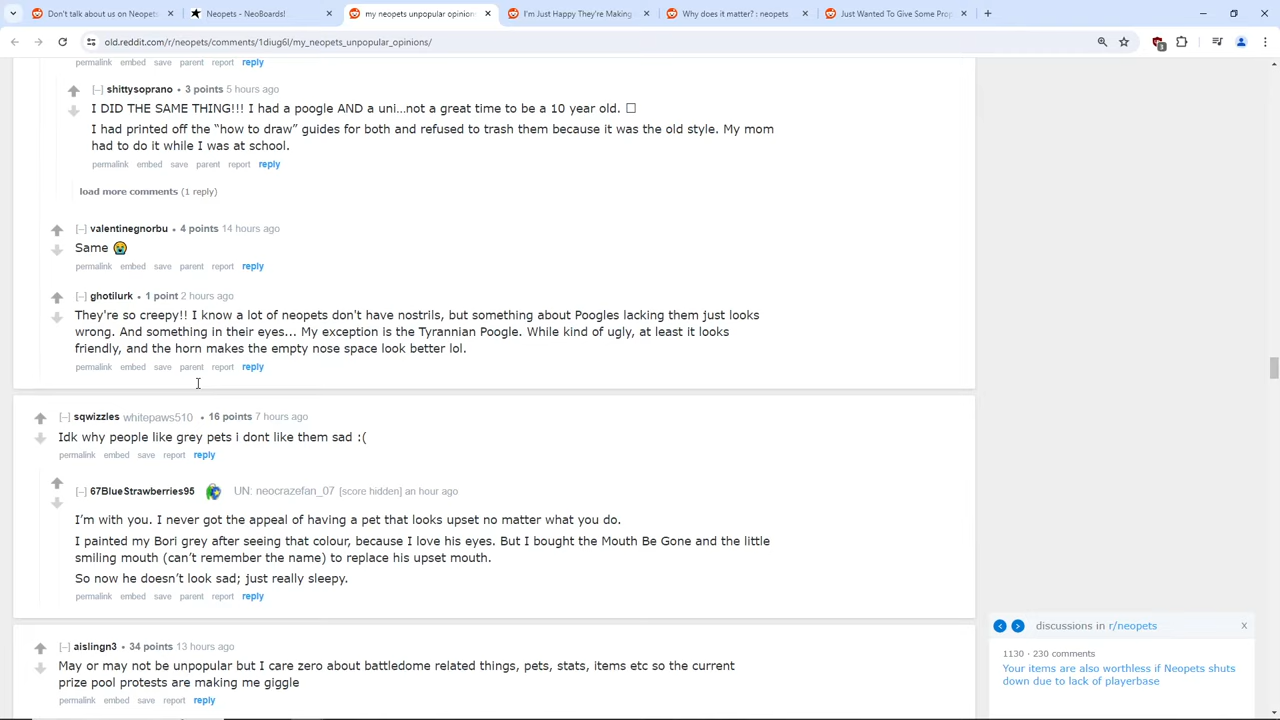 Don't talk about us on Neopets
Neopets - NeoBoards!
my neopets unpopular opinion
I'm Just Happy They're Making
Why does it matter? : neopets
Just Wanted To Give Some Prop
old.reddit.com/r/neopets/comments/1diug6l/my_neopets_unpopular_opinions/
3
permalink embed save parent report reply
[–] shittysoprano • 3 points 5 hours ago
I DID THE SAME THING!!! I had a poogle AND a uni...not a great time to be a 10 year old.
I had printed off the “how to draw” guides for both and refused to trash them because it was the old style. My mom
had to do it while I was at school.
permalink embed save parent report reply
load more comments (1 reply)
[–] valentinegnorbu • 4 points 14 hours ago
Same 😭
permalink embed save parent report reply
[–] ghotilurk • 1 point 2 hours ago
They're so creepy!! I know a lot of neopets don't have nostrils, but something about Poogles lacking them just looks
wrong. And something in their eyes... My exception is the Tyrannian Poogle. While kind of ugly, at least it looks
friendly, and the horn makes the empty nose space look better lol.
permalink embed save parent report reply
[–] sqwizzles whitepaws510 • 16 points 7 hours ago
Idk why people like grey pets i dont like them sad :(
permalink embed save report reply
[–] 67BlueStrawberries95 UN: neocrazefan_07 [score hidden] an hour ago
I’m with you. I never got the appeal of having a pet that looks upset no matter what you do.
I painted my Bori grey after seeing that colour, because I love his eyes. But I bought the Mouth Be Gone and the little
smiling mouth (can’t remember the name) to replace his upset mouth.
So now he doesn’t look sad; just really sleepy.
permalink embed save parent report reply
[–] aislingn3 • 34 points 13 hours ago
May or may not be unpopular but I care zero about battledome related things, pets, stats, items etc so the current
prize pool protests are making me giggle
permalink embed save report reply
discussions in r/neopets X
1130 · 230 comments
Your items are also worthless if Neopets shuts
down due to lack of playerbase